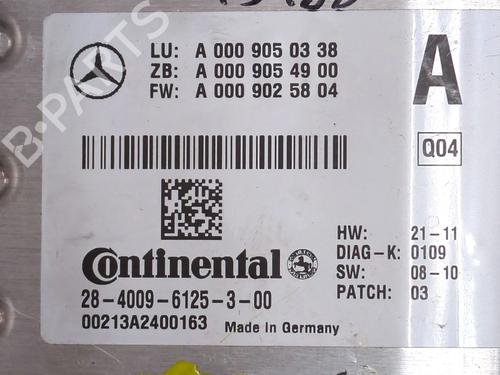 LU: A 000 905 03 38
ZB: A 000 905 49 00
FW: A 000 902 58 04
A
Q04
Continental
HW: 21-11
DIAG-K: 0109
SW: 08-10
PATCH: 03
28-4009-6125-3-00
00213A2400163 Made in Germany
B-PARTS